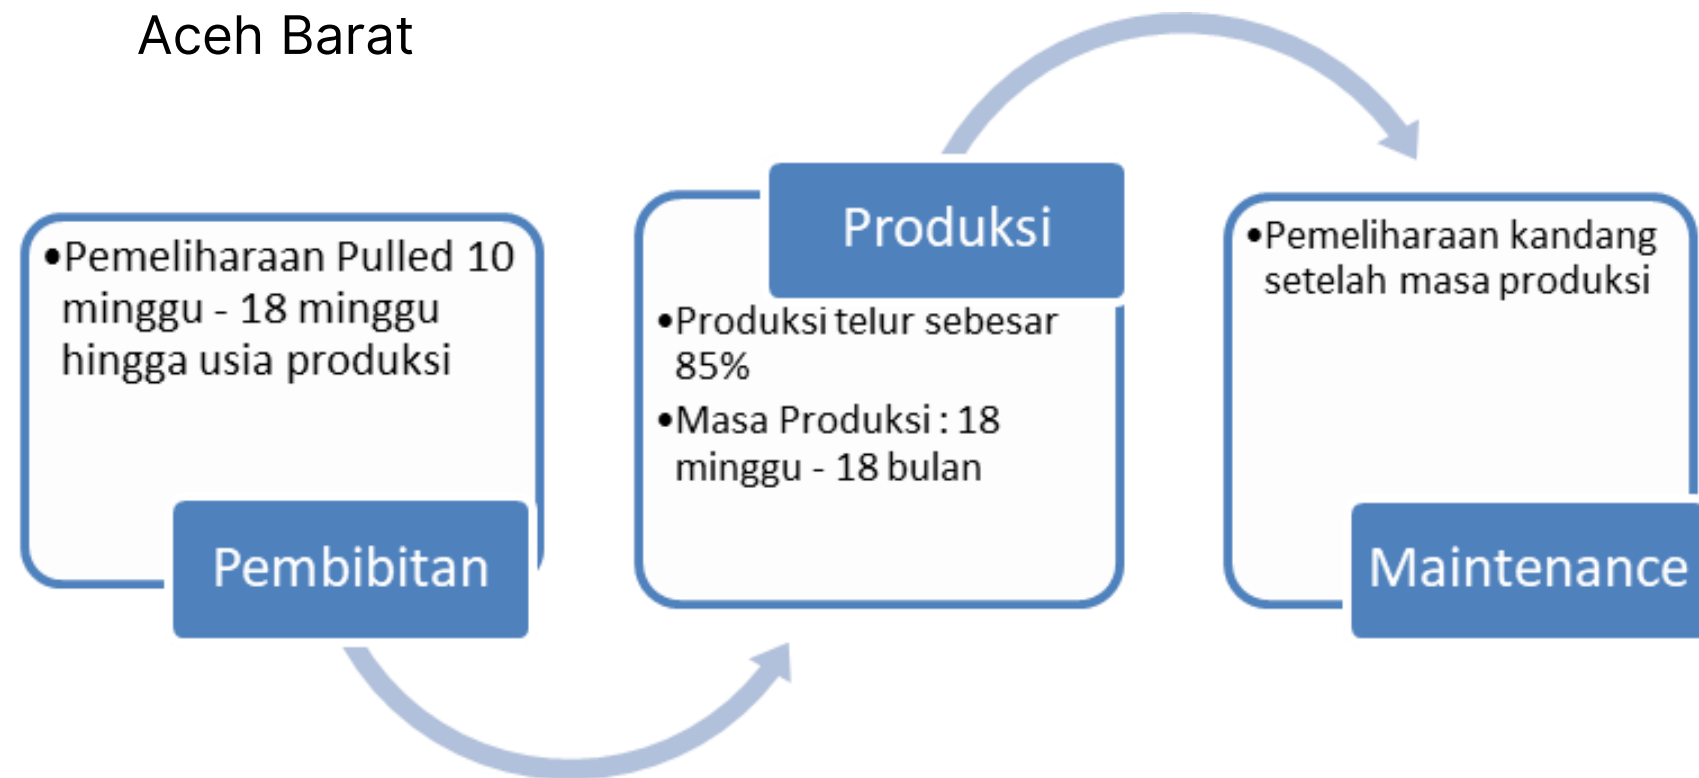 Aceh Barat
•Pemeliharaan Pulled 10
minggu - 18 minggu
hingga usia produksi
Pembibitan
Produksi
•Produksi telur sebesar
85%
•Masa Produksi : 18
minggu - 18 bulan
•Pemeliharaan kandang
setelah masa produksi
Maintenance